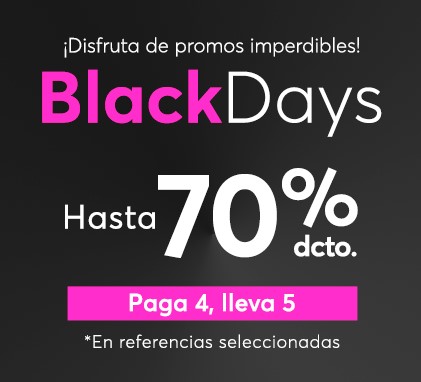 ¡Disfruta de promos imperdibles!
BlackDays
Hasta 70% dcto.
Paga 4, lleva 5
*En referencias seleccionadas